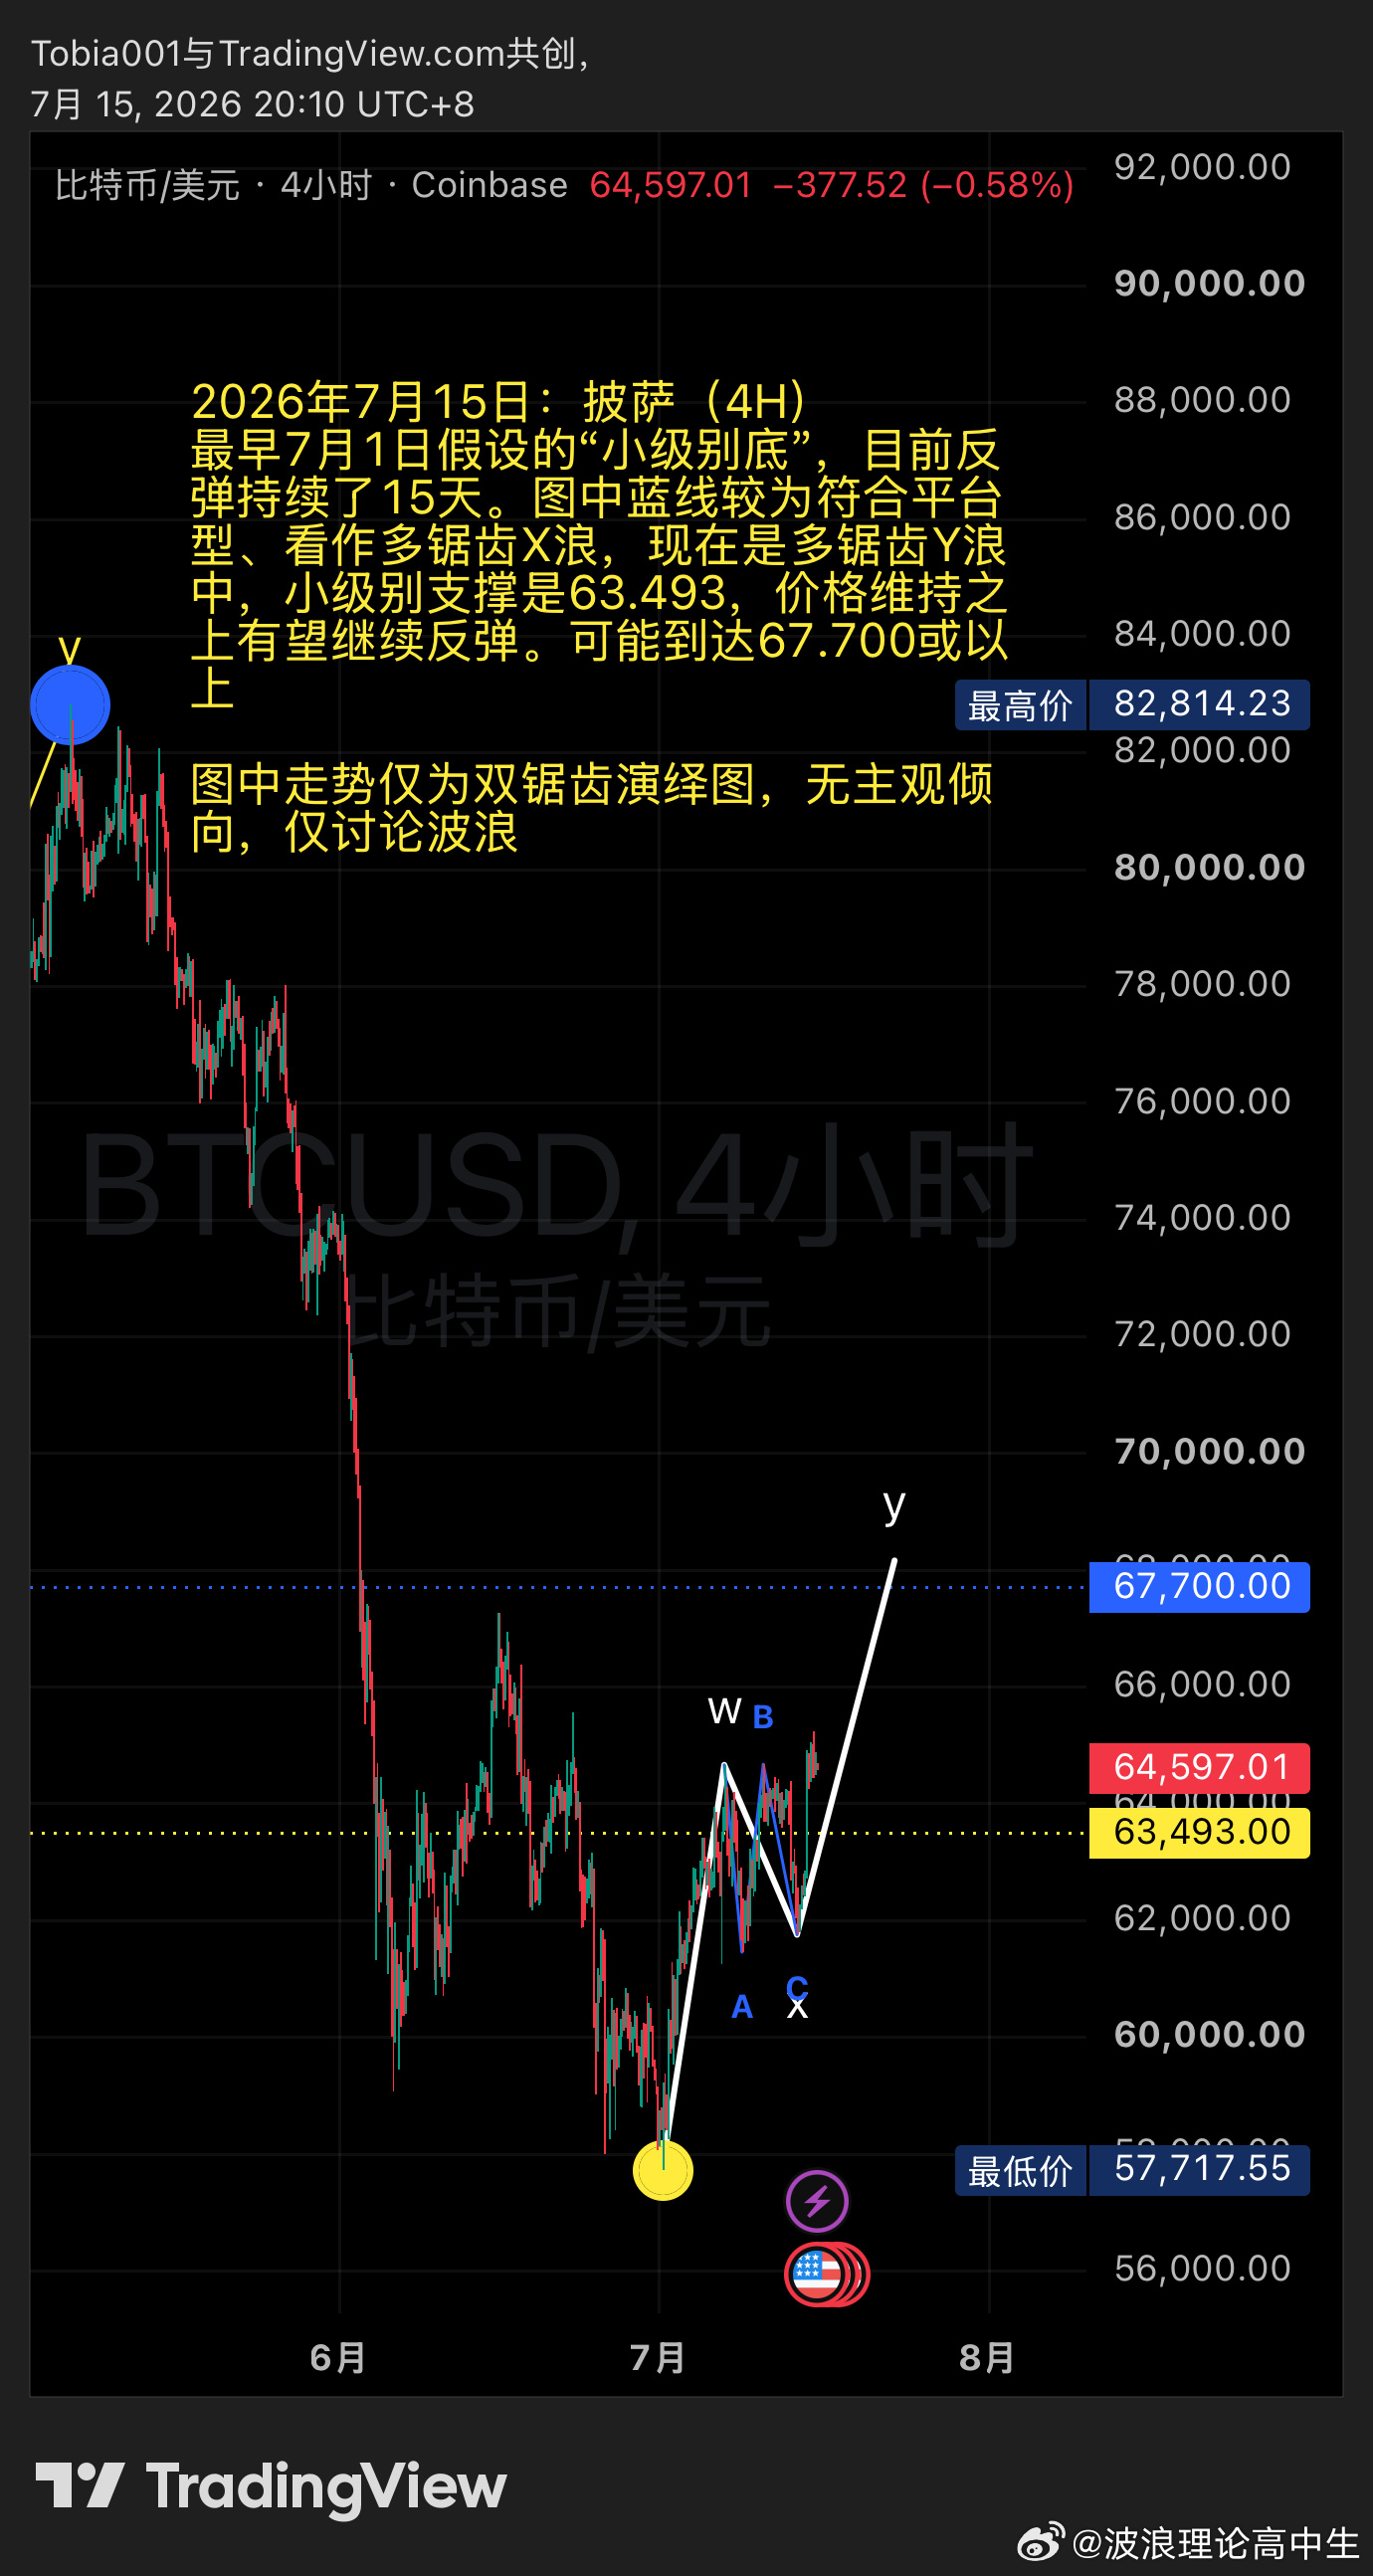 Tobia001与TradingView.com共创,
7月 15, 2026 20:10 UTC+8
比特币/美元 · 4小时 · Coinbase 64,597.01 −377.52 (−0.58%)
92,000.00
90,000.00
2026年7月15日：披萨（4H）
最早7月1日假设的“小级别底”，目前反
弹持续了15天。图中蓝线较为符合平台
型、看作多锯齿X浪，现在是多锯齿Y浪
中，小级别支撑是63.493，价格维持之
上有望继续反弹。可能到达67.700或以
上
图中走势仅为双锯齿演绎图，无主观倾
向，仅讨论波浪
88,000.00
86,000.00
84,000.00
y
最高价 82,814.23
82,000.00
80,000.00
78,000.00
76,000.00
BTCUSD, 4小时
比特币/美元
74,000.00
72,000.00
70,000.00
y
67,700.00
66,000.00
w
B
64,597.01
64,000.00
63,493.00
62,000.00
A
C
x
60,000.00
最低价 57,717.55
56,000.00
6月
7月
8月
TradingView
@波浪理论高中生